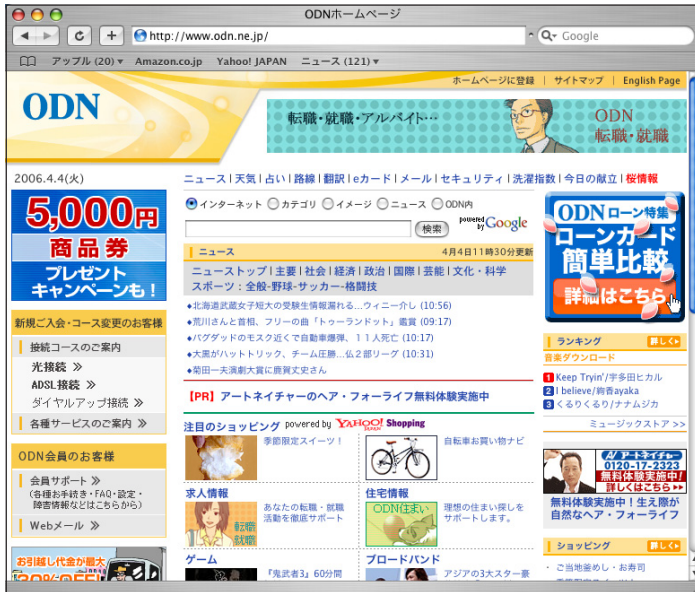 ODNホームページ
http://www.odn.ne.jp/
Google
アップル (20)▼ Amazon.co.jp Yahoo! JAPAN ニュース (121)▼
ホームページに登録 | サイトマップ | English Page
ODN
転職・就職・アルバイト…
ODN
転職・就職
2006.4.4(火)
ニュース | 天気 | 占い | 路線 | 翻訳 | eカード | メール | セキュリティ | 洗濯指数 | 今日の献立 | 桜情報
5,000円
商品券
プレゼント
キャンペーンも!
インターネット カテゴリ イメージ ニュース ODN内
検索
powered by Google
ニュース 4月4日11時30分更新
ニューストップ | 主要 | 社会 | 経済 | 政治 | 国際 | 芸能 | 文化・科学
スポーツ:全般-野球-サッカー-格闘技
◆北海道武蔵女子短大の受験生情報漏れる…ウィニー介し (10:56)
◆荒川さんと首相、フリーの曲「トゥーランドット」鑑賞 (09:17)
◆バグダッドのモスク近くで自動車爆弾、11人死亡 (10:17)
◆大黒がハットトリック、チーム圧勝…仏2部リーグ (10:31)
◆菊田一夫演劇大賞に鹿賀丈史さん
【PR】アートネイチャーのヘア・フォーライフ無料体験実施中
注目のショッピング powered by YAHOO! Shopping
季節限定スイーツ!
自転車お買い物ナビ
求人情報
あなたの転職・就職
活動を徹底サポート
転職
就職
住宅情報
ODN住まい
理想の住まい探しを
サポートします。
ゲーム
『鬼武者3』60分間
ブロードバンド
アジアの3大スター豪
新規ご入会・コース変更のお客様
接続コースのご案内
光接続 ≫
ADSL接続 ≫
ダイヤルアップ接続 ≫
各種サービスのご案内 ≫
ODN会員のお客様
会員サポート ≫
(各種お手続き・FAQ・設定・
障害情報などはこちらから)
Webメール ≫
お引越し代金が最大
30%OFF!
ODN ローン特集
ローンカード
簡単比較
詳細はこちら
ランキング 詳しく
音楽ダウンロード
1 Keep Tryin'/宇多田ヒカル
2 I believe/絢香ayaka
3 くるりくるり/ナナムジカ
ミュージックストア >>
アートネイチャー
0120-17-2323
無料体験実施中!
詳しくはこちら
無料体験実施中!生え際が
自然なヘア・フォーライフ
ショッピング 詳しく
・ ご当地釜めし・お寿司